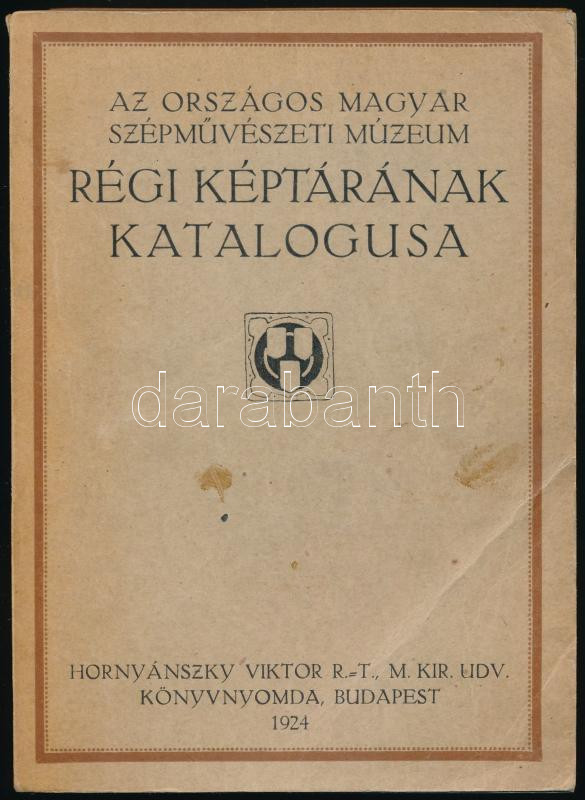 AZ ORSZÁGOS MAGYAR
SZÉPMŰVÉSZETI MÚZEUM
RÉGI KÉPTÁRÁNAK
KATALOGUSA
darabanth
HORNYÁNSZKY VIKTOR R.=T., M. KIR. UDV.
KÖNYVNYOMDA, BUDAPEST
1924